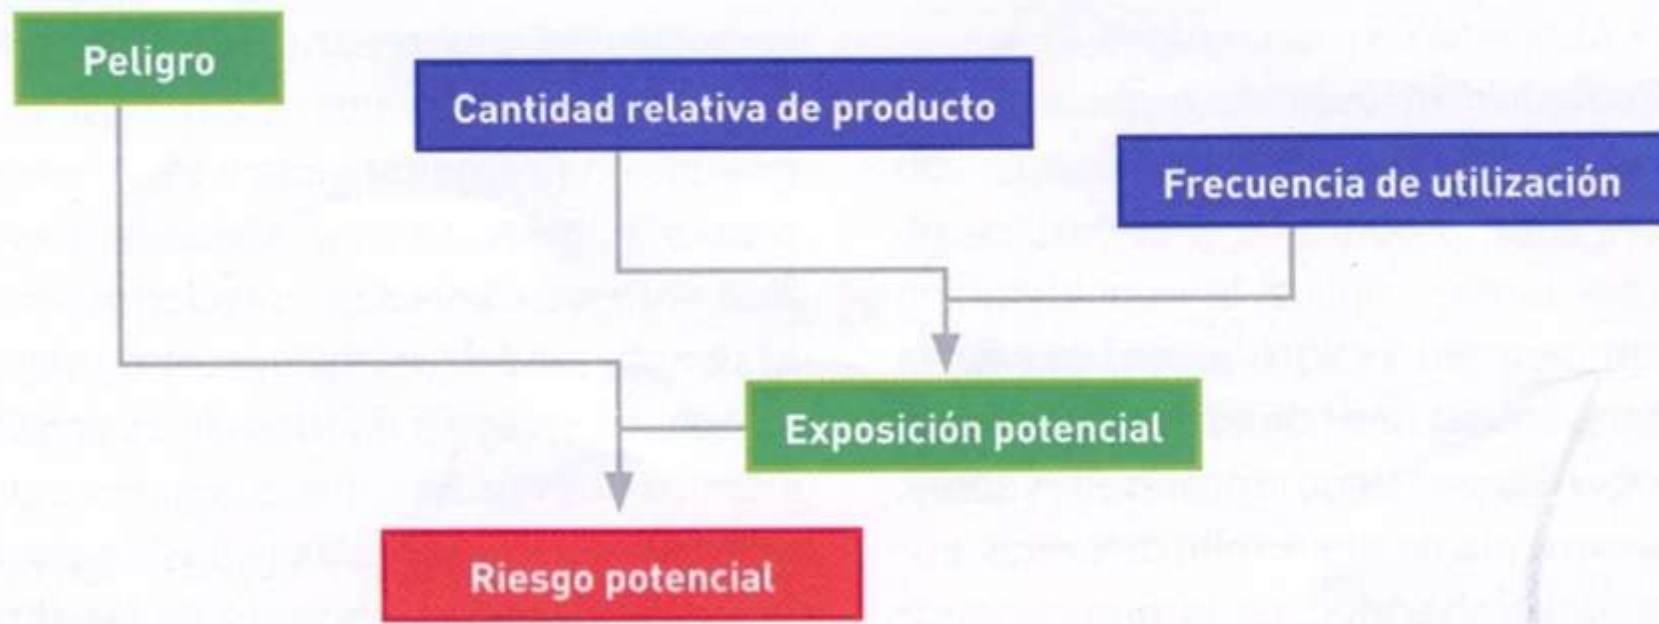 Peligro
Cantidad relativa de producto
Frecuencia de utilización
Exposición potencial
Riesgo potencial